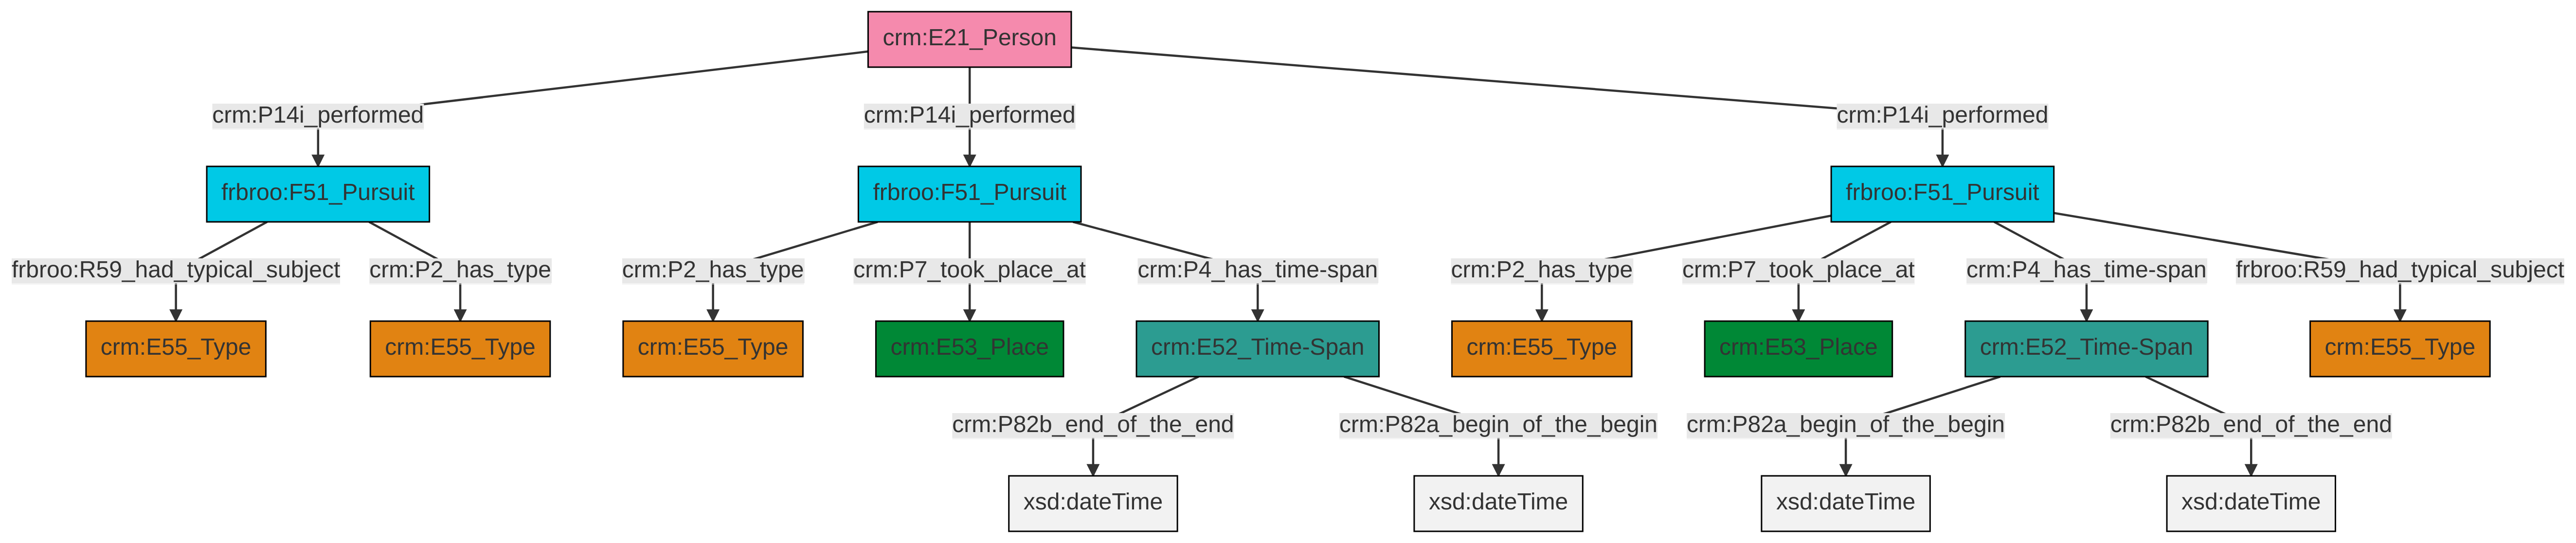 crm:E21_Person
crm:P14i_performed
crm:P14i_performed
crm:P14i_performed
frbroo:F51_Pursuit
frbroo:F51_Pursuit
frbroo:F51_Pursuit
frbroo:R59_had_typical_subject
crm:P2_has_type
crm:P2_has_type
crm:P7_took_place_at
crm:P4_has_time-span
crm:P2_has_type
crm:P7_took_place_at
crm:P4_has_time-span
frbroo:R59_had_typical_subject
crm:E55_Type
crm:E55_Type
crm:E55_Type
crm:E53_Place
crm:E52_Time-Span
crm:E55_Type
crm:E53_Place
crm:E52_Time-Span
crm:E55_Type
crm:P82b_end_of_the_end
crm:P82a_begin_of_the_begin
crm:P82a_begin_of_the_begin
crm:P82b_end_of_the_end
xsd:dateTime
xsd:dateTime
xsd:dateTime
xsd:dateTime